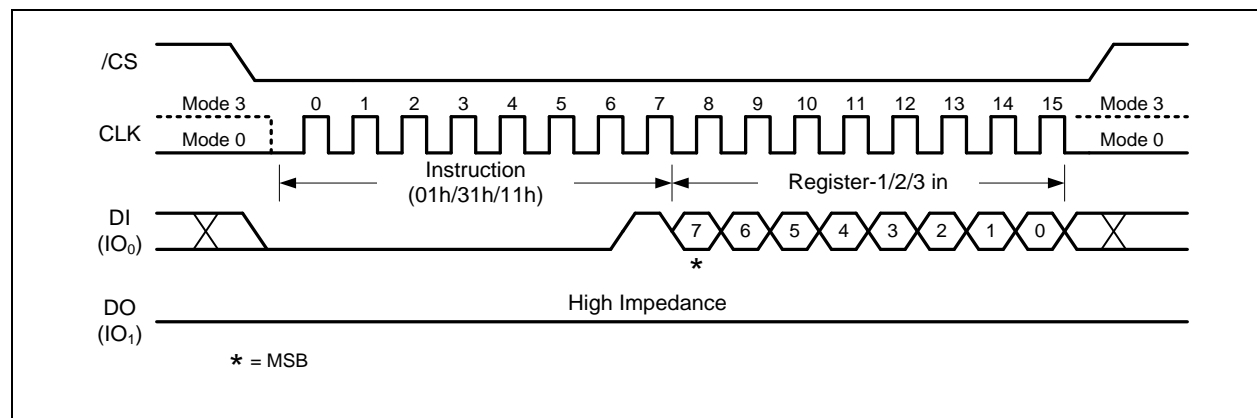 /CS
Mode 3 0 1 2 3 4 5 6 7 8 9 10 11 12 13 14 15 Mode 3
CLK
Mode 0 Mode 0
Instruction
(01h/31h/11h)
Register-1/2/3 in
DI
(IO₀)
7 6 5 4 3 2 1 0
*
DO
(IO₁)
High Impedance
* = MSB